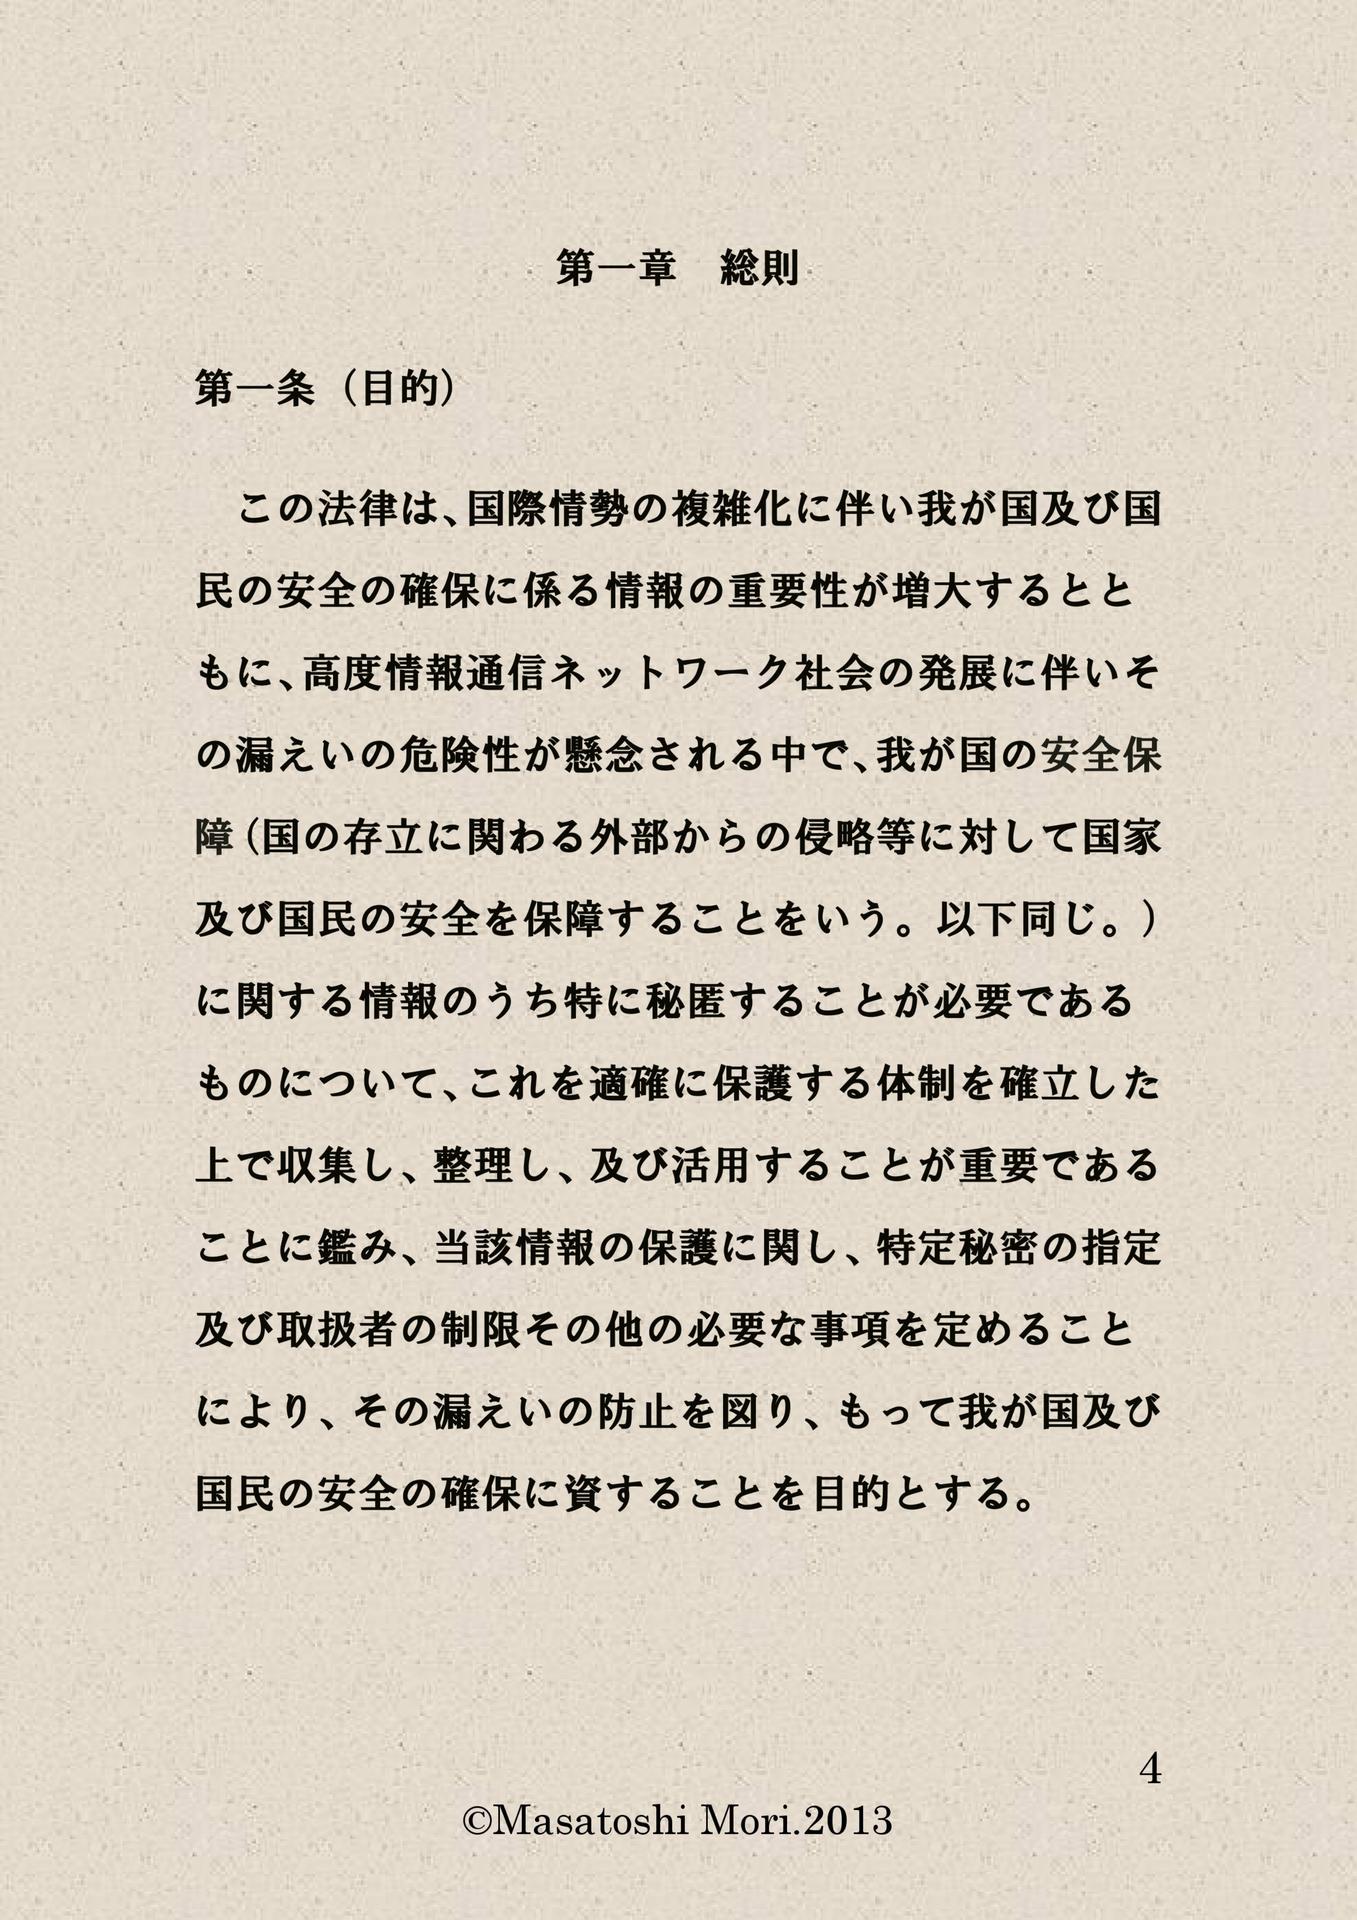 第一章　総則
第一条（目的）
この法律は、国際情勢の複雑化に伴い我が国及び国
民の安全の確保に係る情報の重要性が増大するとと
もに、高度情報通信ネットワーク社会の発展に伴いそ
の漏えいの危険性が懸念される中で、我が国の安全保
障（国の存立に関わる外部からの侵略等に対して国家
及び国民の安全を保障することをいう。以下同じ。）
に関する情報のうち特に秘匿することが必要である
ものについて、これを適確に保護する体制を確立した
上で収集し、整理し、及び活用することが重要である
ことに鑑み、当該情報の保護に関し、特定秘密の指定
及び取扱者の制限その他の必要な事項を定めること
により、その漏えいの防止を図り、もって我が国及び
国民の安全の確保に資することを目的とする。
4
©Masatoshi Mori.2013